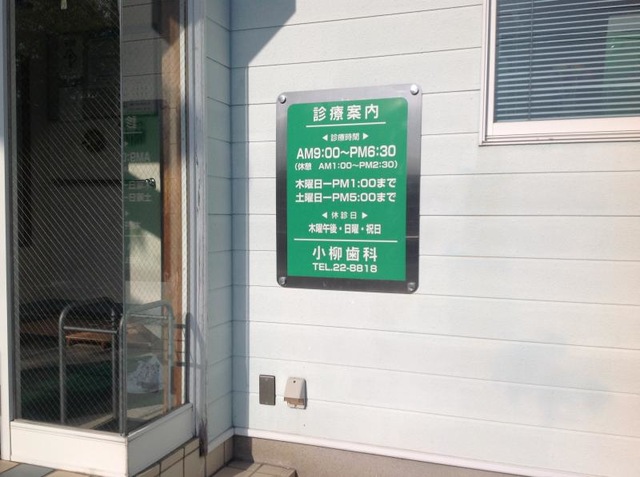 診療案内
◀ 診療時間 ▶
AM9:00～PM6:30
(休憩 AM1:00～PM2:30)
木曜日ーPM1:00まで
土曜日ーPM5:00まで
◀ 休診日 ▶
木曜午後・日曜・祝日
小柳歯科
TEL.22-8818